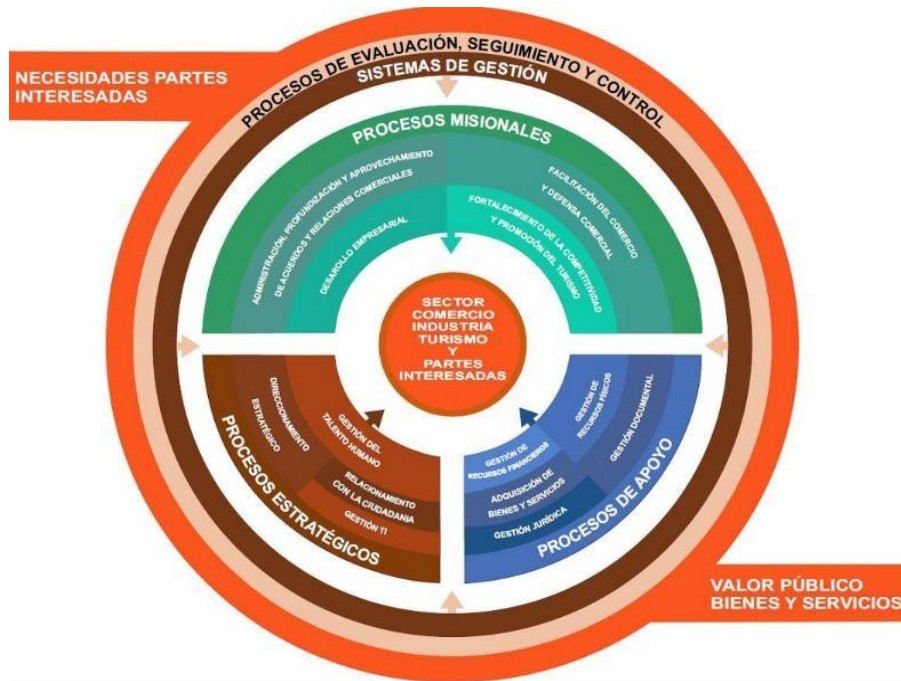 NECESIDADES PARTES
INTERESADAS
PROCESOS DE EVALUACIÓN, SEGUIMIENTO Y CONTROL
SISTEMAS DE GESTIÓN
PROCESOS MISIONALES
ADMINISTRACIÓN, PROFUNDIZACIÓN Y APROVECHAMIENTO
DE ACUERDOS Y RELACIONES COMERCIALES
DESAROLLO EMPRESARIAL
FACILITACIÓN DEL COMERCIO
Y DEFENSA COMERCIAL
FORTALECIMIENTO DE LA COMPETITIVIDAD
Y PROMOCIÓN DEL TURISMO
SECTOR
COMERCIO
INDUSTRIA
TURISMO
Y
PARTES
INTERESADAS
PROCESOS ESTRATÉGICOS
DIRECCIONAMIENTO
ESTRATÉGICO
GESTIÓN DEL
TALENTO HUMANO
RELACIONAMIENTO
CON LA CIUDADANIA
GESTIÓN TI
PROCESOS DE APOYO
GESTIÓN DE
RECURSOS FINANCIEROS
ADQUISICIÓN DE
BIENES Y SERVICIOS
GESTIÓN JURÍDICA
GESTIÓN DE
RECURSOS FÍSICOS
GESTIÓN DOCUMENTAL
VALOR PÚBLICO
BIENES Y SERVICIOS